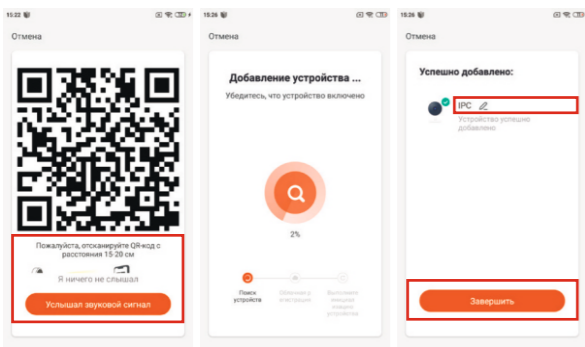 15:22
Отмена
Пожалуйста, отсканируйте QR-код с
расстояния 15-20 см
Я ничего не слышал
Услышал звуковой сигнал
15:26
Отмена
Добавление устройства ...
Убедитесь, что устройство включено
2%
Поиск
устройств
15:26
Отмена
Успешно добавлено:
IPC
Устройство успешно
добавлено
Завершить